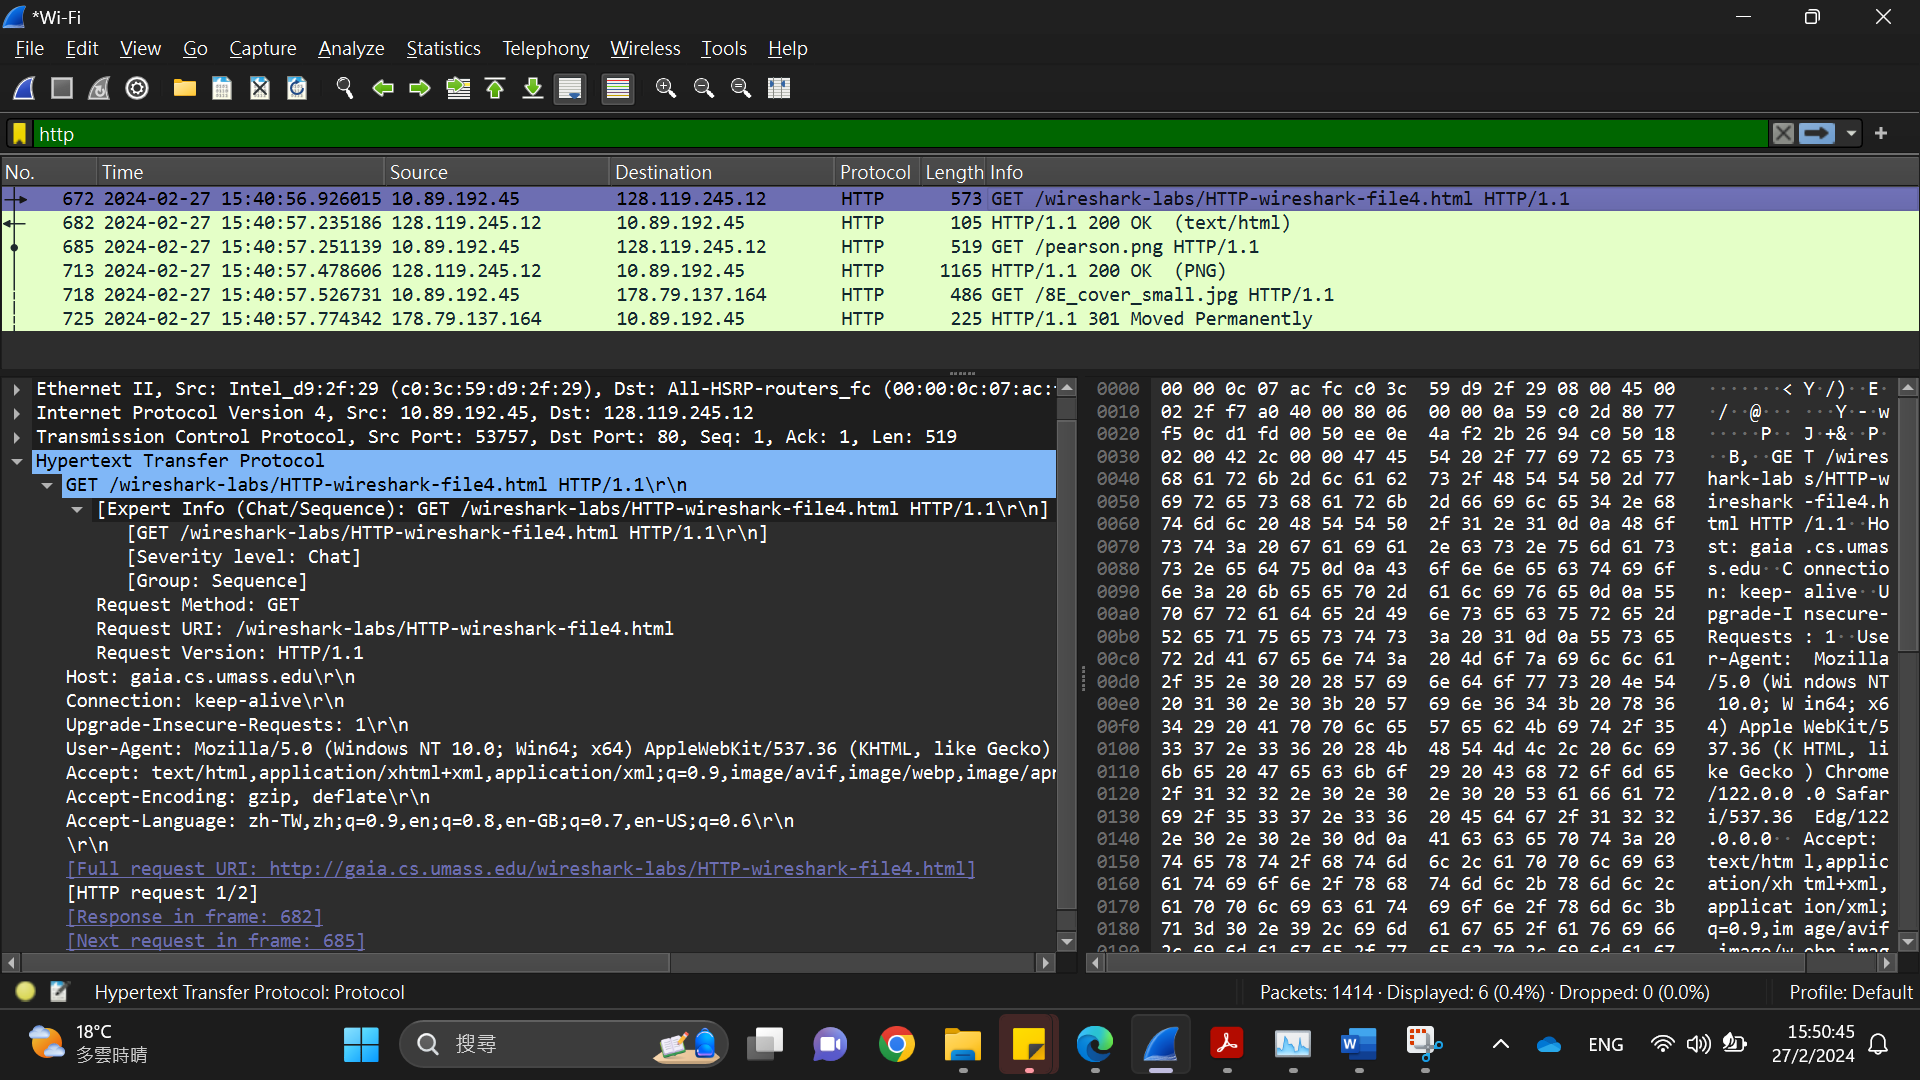 *Wi-Fi
File Edit View Go Capture Analyze Statistics Telephony Wireless Tools Help
http
No. Time Source Destination Protocol Length Info
672 2024-02-27 15:40:56.926015 10.89.192.45 128.119.245.12 HTTP 573 GET /wireshark-labs/HTTP-wireshark-file4.html HTTP/1.1
682 2024-02-27 15:40:57.235186 128.119.245.12 10.89.192.45 HTTP 105 HTTP/1.1 200 OK (text/html)
685 2024-02-27 15:40:57.251139 10.89.192.45 128.119.245.12 HTTP 519 GET /pearson.png HTTP/1.1
713 2024-02-27 15:40:57.478606 128.119.245.12 10.89.192.45 HTTP 1165 HTTP/1.1 200 OK (PNG)
718 2024-02-27 15:40:57.526731 10.89.192.45 178.79.137.164 HTTP 486 GET /8E_cover_small.jpg HTTP/1.1
725 2024-02-27 15:40:57.774342 178.79.137.164 10.89.192.45 HTTP 225 HTTP/1.1 301 Moved Permanently
Ethernet II, Src: Intel_d9:2f:29 (c0:3c:59:d9:2f:29), Dst: All-HSRP-routers_fc (00:00:0c:07:ac:
Internet Protocol Version 4, Src: 10.89.192.45, Dst: 128.119.245.12
Transmission Control Protocol, Src Port: 53757, Dst Port: 80, Seq: 1, Ack: 1, Len: 519
Hypertext Transfer Protocol
GET /wireshark-labs/HTTP-wireshark-file4.html HTTP/1.1\r\n
[Expert Info (Chat/Sequence): GET /wireshark-labs/HTTP-wireshark-file4.html HTTP/1.1\r\n]
[GET /wireshark-labs/HTTP-wireshark-file4.html HTTP/1.1\r\n]
[Severity level: Chat]
[Group: Sequence]
Request Method: GET
Request URI: /wireshark-labs/HTTP-wireshark-file4.html
Request Version: HTTP/1.1
Host: gaia.cs.umass.edu\r\n
Connection: keep-alive\r\n
Upgrade-Insecure-Requests: 1\r\n
User-Agent: Mozilla/5.0 (Windows NT 10.0; Win64; x64) AppleWebKit/537.36 (KHTML, like Gecko)
Accept: text/html,application/xhtml+xml,application/xml;q=0.9,image/avif,image/webp,image/apn
Accept-Encoding: gzip, deflate\r\n
Accept-Language: zh-TW,zh;q=0.9,en;q=0.8,en-GB;q=0.7,en-US;q=0.6\r\n
\r\n
[Full request URI: http://gaia.cs.umass.edu/wireshark-labs/HTTP-wireshark-file4.html]
[HTTP request 1/2]
[Response in frame: 682]
[Next request in frame: 685]
0000 00 00 0c 07 ac fc c0 3c 59 d9 2f 29 08 00 45 00 ·······< Y·/)··E·
0010 02 2f f7 a0 40 00 80 06 00 00 0a 59 c0 2d 80 77 ·/··@··· ···Y·-·w
0020 f5 0c d1 fd 00 50 ee 0e 4a f2 2b 26 94 c0 50 18 ·····P·· J·+&··P·
0030 02 00 42 2c 00 00 47 45 54 20 2f 77 69 72 65 73 ··B,··GE T /wires
0040 68 61 72 6b 2d 6c 61 62 73 2f 48 54 54 50 2d 77 hark-lab s/HTTP-w
0050 69 72 65 73 68 61 72 6b 2d 66 69 6c 65 34 2e 68 ireshark -file4.h
0060 74 6d 6c 20 48 54 54 50 2f 31 2e 31 0d 0a 48 6f tml HTTP /1.1··Ho
0070 73 74 3a 20 67 61 69 61 2e 63 73 2e 75 6d 61 73 st: gaia .cs.umas
0080 73 2e 65 64 75 0d 0a 43 6f 6e 6e 65 63 74 69 6f s.edu··C onnectio
0090 6e 3a 20 6b 65 65 70 2d 61 6c 69 76 65 0d 0a 55 n: keep- alive··U
00a0 70 67 72 61 64 65 2d 49 6e 73 65 63 75 72 65 2d pgrade-I nsecure-
00b0 52 65 71 75 65 73 74 73 3a 20 31 0d 0a 55 73 65 Requests : 1··Use
00c0 72 2d 41 67 65 6e 74 3a 20 4d 6f 7a 69 6c 6c 61 r-Agent: Mozilla
00d0 2f 35 2e 30 20 28 57 69 6e 64 6f 77 73 20 4e 54 /5.0 (Wi ndows NT
00e0 20 31 30 2e 30 3b 20 57 69 6e 36 34 3b 20 78 36 10.0; W in64; x6
00f0 34 29 20 41 70 70 6c 65 57 65 62 4b 69 74 2f 35 4) Apple WebKit/5
0100 33 37 2e 33 36 20 28 4b 48 54 4d 4c 2c 20 6c 69 37.36 (K HTML, li
0110 6b 65 20 47 65 63 6b 6f 29 20 43 68 72 6f 6d 65 ke Gecko ) Chrome
0120 2f 31 32 32 2e 30 2e 30 2e 30 20 53 61 66 61 72 /122.0.0 .0 Safar
0130 69 2f 35 33 37 2e 33 36 20 45 64 67 2f 31 32 32 i/537.36 Edg/122
0140 2e 30 2e 30 2e 30 0d 0a 41 63 63 65 70 74 3a 20 .0.0.0·· Accept:
0150 74 65 78 74 2f 68 74 6d 6c 2c 61 70 70 6c 69 63 text/htm l,applic
0160 61 74 69 6f 6e 2f 78 68 74 6d 6c 2b 78 6d 6c 2c ation/xh tml+xml,
0170 61 70 70 6c 69 63 61 74 69 6f 6e 2f 78 6d 6c 3b applicat ion/xml;
0180 71 3d 30 2e 39 2c 69 6d 61 67 65 2f 61 76 69 66 q=0.9,im age/avif
0190 2c 69 6d 61 67 65 2f 77 65 62 70 2c 69 6d 61 67 ,image/w ebp,imag
Hypertext Transfer Protocol: Protocol
Packets: 1414 · Displayed: 6 (0.4%) · Dropped: 0 (0.0%)
Profile: Default
18°C
多雲時晴
搜尋
ENG
15:50:45
27/2/2024